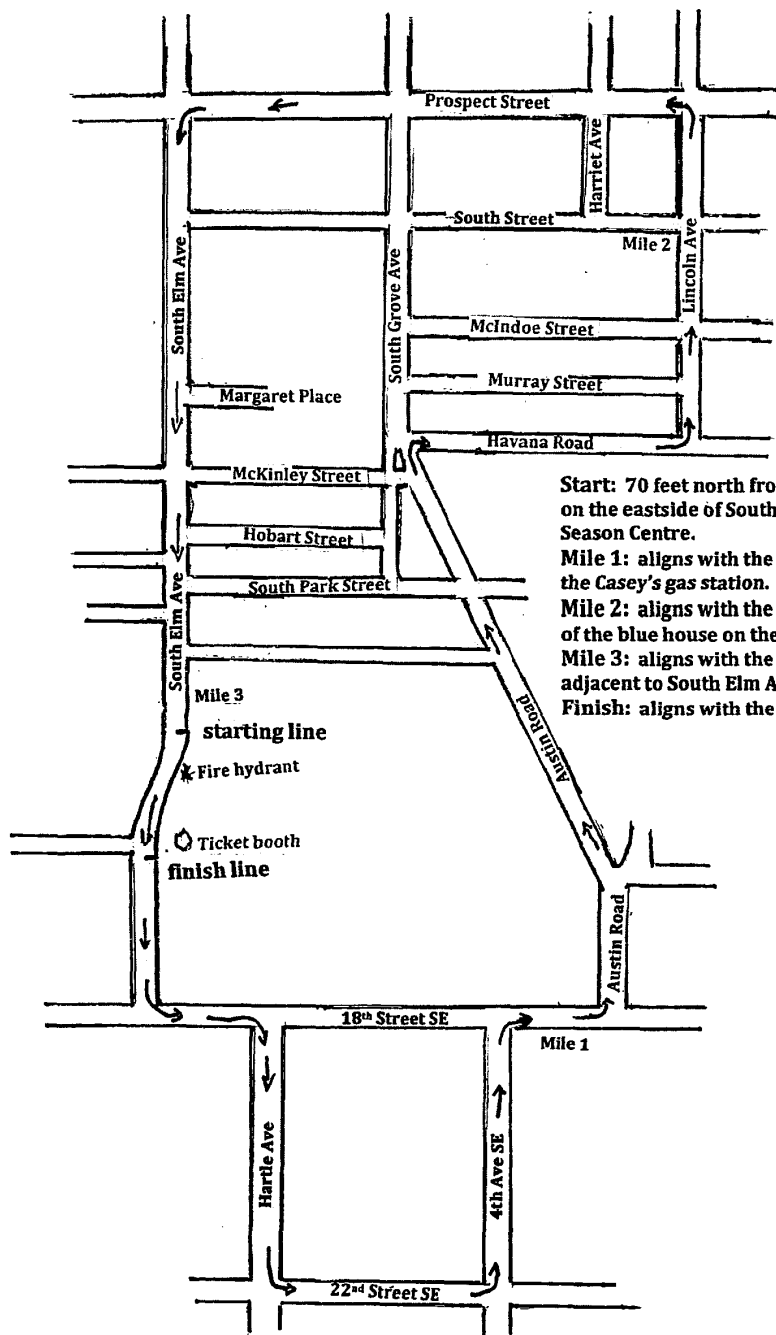 Prospect Street
Harriet Ave
South Street
Mile 2
Lincoln Ave
South Elm Ave
South Grove Ave
McIndoe Street
Murray Street
Margaret Place
Havana Road
McKinley Street
Hobart Street
South Park Street
South Elm Ave
Start: 70 feet north fro
on the eastside of South
Season Centre.
Mile 1: aligns with the
the Casey's gas station.
Mile 2: aligns with the
of the blue house on the
Mile 3: aligns with the
adjacent to South Elm A
Finish: aligns with the
Mile 3
starting line
Fire hydrant
Austin Road
Ticket booth
finish line
Austin Road
18th Street SE
Mile 1
Hartle Ave
4th Ave SE
22nd Street SE